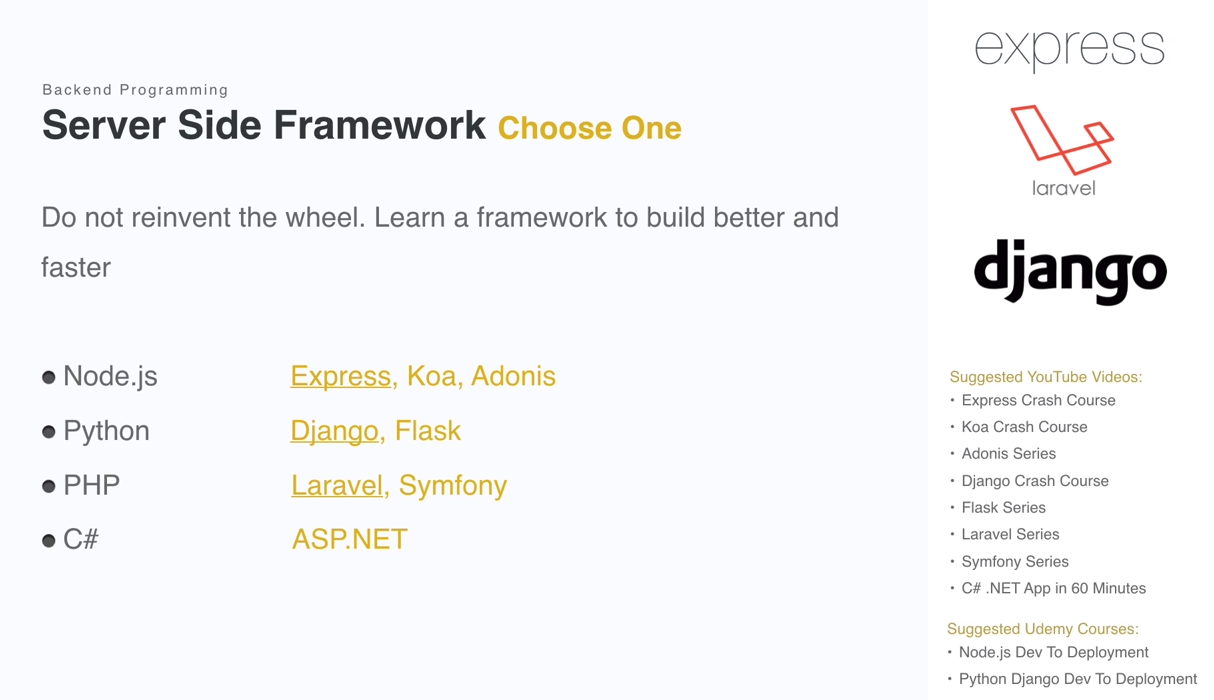 Backend Programming
Server Side Framework Choose One
Do not reinvent the wheel. Learn a framework to build better and
faster
• Node.js Express, Koa, Adonis
• Python Django, Flask
• PHP Laravel, Symfony
• C# ASP.NET
express
laravel
django
Suggested YouTube Videos:
• Express Crash Course
• Koa Crash Course
• Adonis Series
• Django Crash Course
• Flask Series
• Laravel Series
• Symfony Series
• C# .NET App in 60 Minutes
Suggested Udemy Courses:
• Node.js Dev To Deployment
• Python Django Dev To Deployment